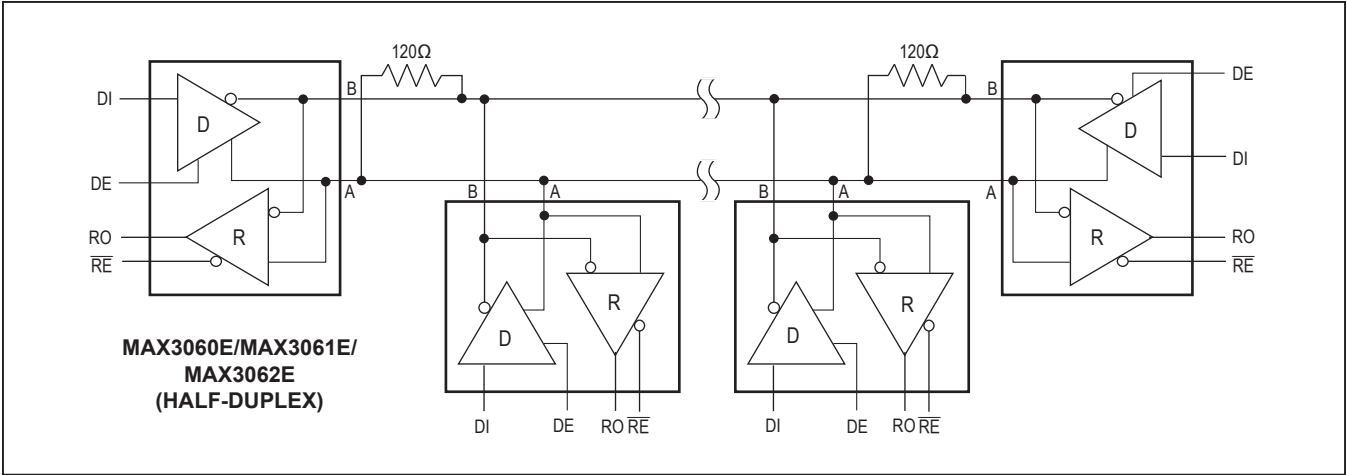 120Ω
120Ω
DI
B
D
A
DE
RO
R
RE
B
DE
D
DI
A
R
RO
RE
B
A
D
R
DI
DE
RO
RE
B
A
D
R
DI
DE
RO
RE
MAX3060E/MAX3061E/
MAX3062E
(HALF-DUPLEX)